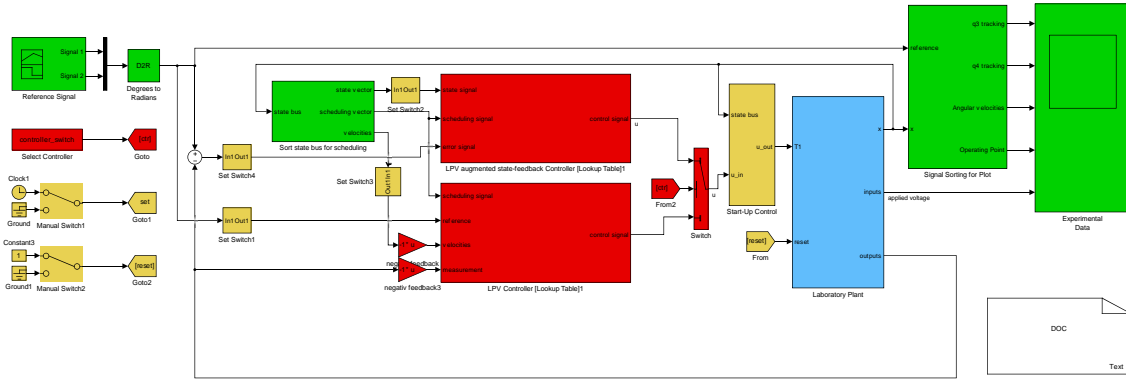 Signal 1
Signal 2
Reference Signal
D2R
Degrees to
Radians
controller_switch
Select Controller
[ctr]
Goto
Clock1
Ground
Manual Switch1
set
Goto1
Constant3
1
Ground1
Manual Switch2
[reset]
Goto2
In1 Out1
Set Switch4
In1 Out1
Set Switch1
state bus
state vector
scheduling vector
velocities
Sort state bus for scheduling
In1 Out1
Set Switch2
Set Switch3
Out1 In1
state signal
scheduling signal
error signal
control signal
LPV augmented state-feedback Controller [Lookup Table]1
u
scheduling signal
reference
velocities
measurement
control signal
LPV Controller [Lookup Table]1
-1* u
-1* u
negativ feedback3
[ctr]
From2
Switch
u
state bus
u_out
u_in
Start-Up Control
[reset]
From
T1
reset
x
inputs
outputs
Laboratory Plant
applied voltage
reference
x
q3 tracking
q4 tracking
Angular velocities
Operating Point
Signal Sorting for Plot
Experimental
Data
DOC
Text